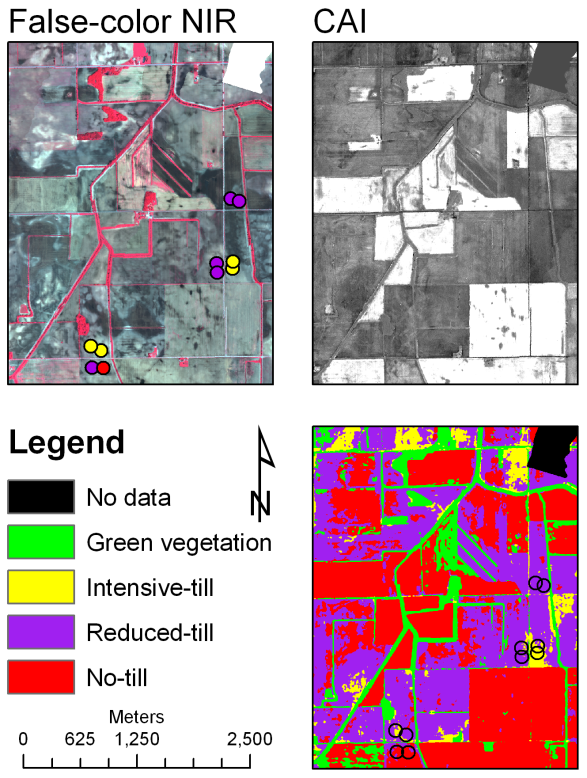 False-color NIR
CAI
Legend
N
No data
Green vegetation
Intensive-till
Reduced-till
No-till
Meters
0 625 1,250 2,500